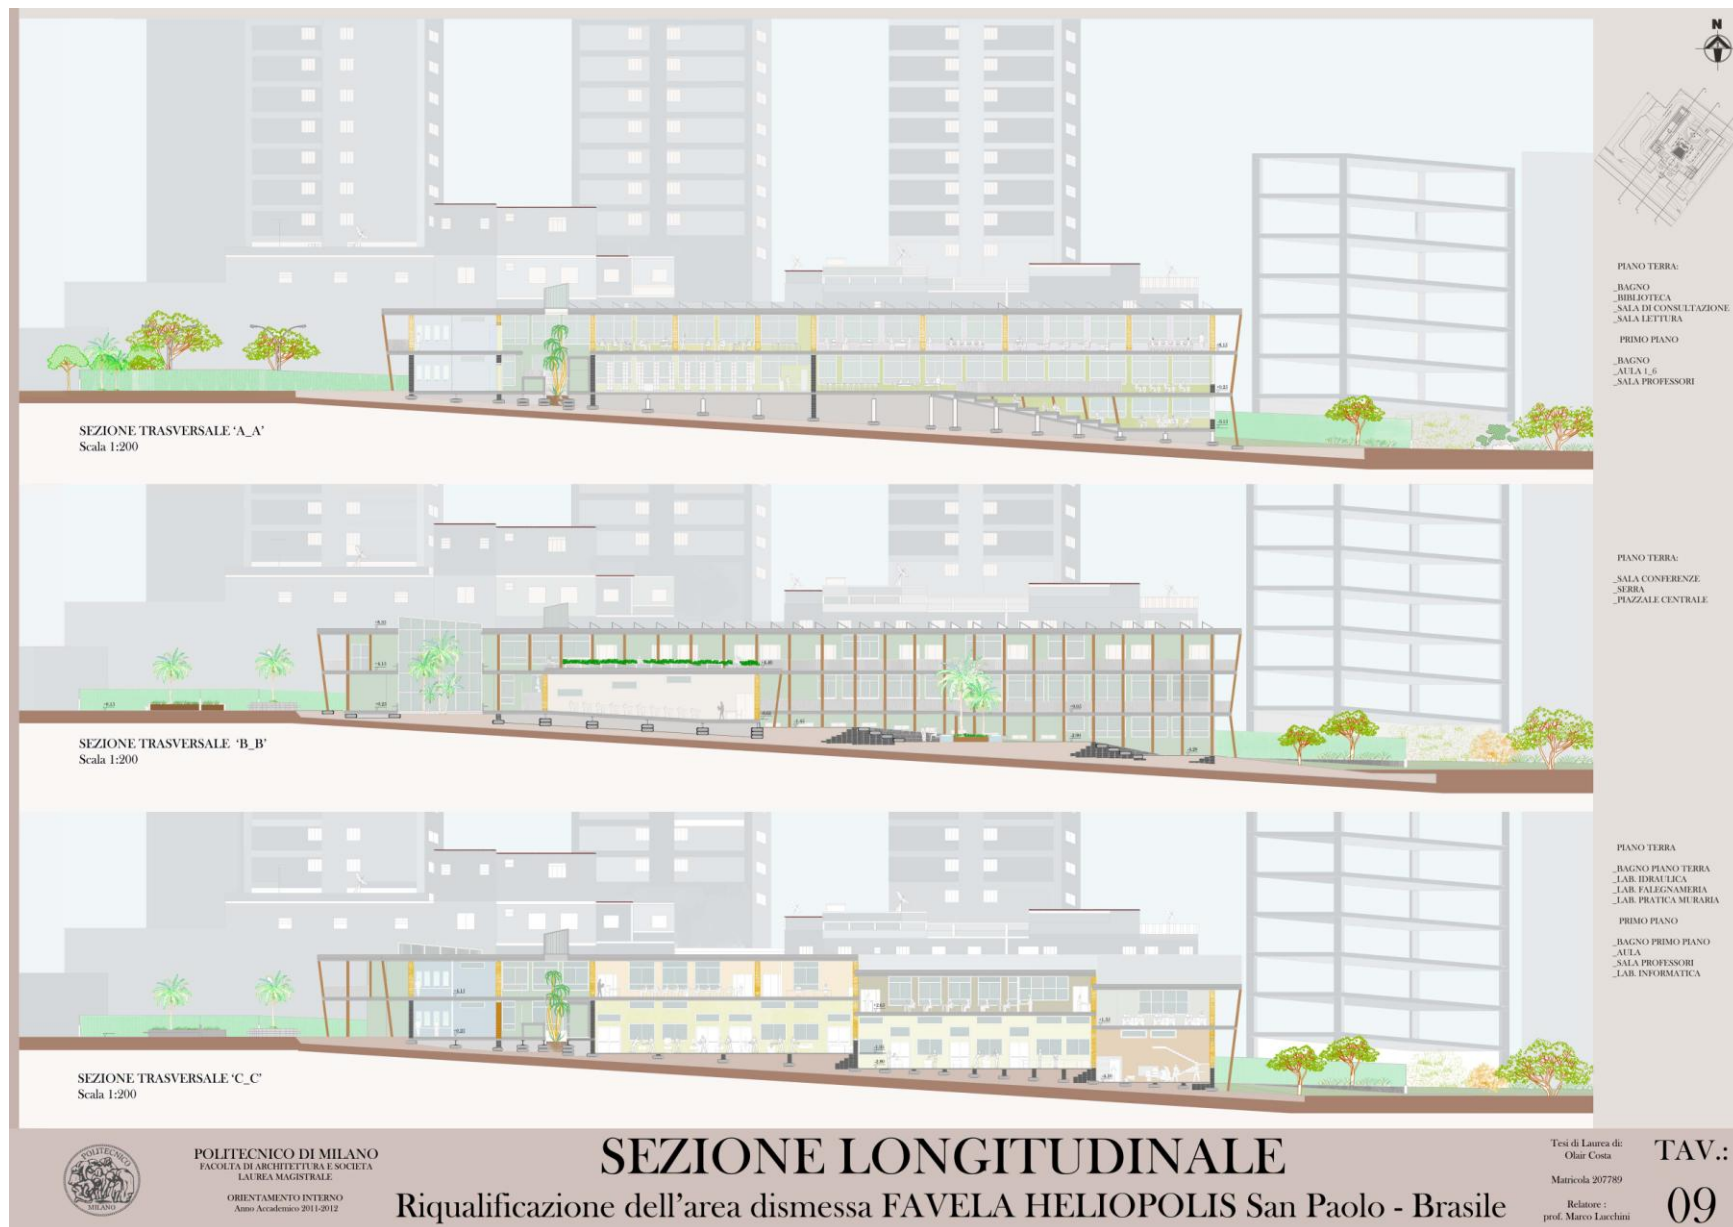 N
PIANO TERRA:
_BAGNO
_BIBLIOTECA
_SALA DI CONSULTAZIONE
_SALA LETTURA
PRIMO PIANO
_BAGNO
_AULA 1_6
_SALA PROFESSORI
SEZIONE TRASVERSALE ‘A_A’
Scala 1:200
PIANO TERRA:
_SALA CONFERENZE
_SERRA
_PIAZZALE CENTRALE
SEZIONE TRASVERSALE ‘B_B’
Scala 1:200
PIANO TERRA
_BAGNO PIANO TERRA
_LAB. IDRAULICA
_LAB. FALEGNAMERIA
_LAB. PRATICA MURARIA
PRIMO PIANO
_BAGNO PRIMO PIANO
_AULA
_SALA PROFESSORI
_LAB. INFORMATICA
SEZIONE TRASVERSALE ‘C_C’
Scala 1:200
POLITECNICO
MILANO
POLITECNICO DI MILANO
FACOLTA DI ARCHITETTURA E SOCIETA
LAUREA MAGISTRALE
ORIENTAMENTO INTERNO
Anno Accademico 2011-2012
SEZIONE LONGITUDINALE
Riqualificazione dell’area dismessa FAVELA HELIOPOLIS San Paolo - Brasile
Tesi di Laurea di:
Olair Costa
Matricola 207789
Relatore :
prof. Marco Lucchini
TAV.:
09